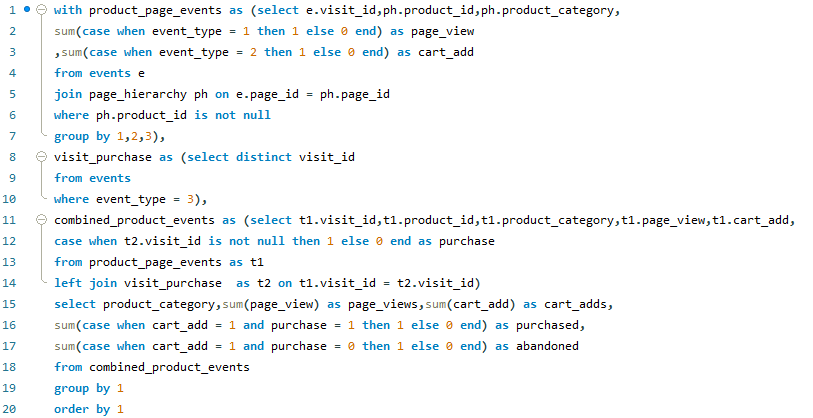 1 with product_page_events as (select e.visit_id,ph.product_id,ph.product_category,
2 sum(case when event_type = 1 then 1 else 0 end) as page_view
3 ,sum(case when event_type = 2 then 1 else 0 end) as cart_add
4 from events e
5 join page_hierarchy ph on e.page_id = ph.page_id
6 where ph.product_id is not null
7 group by 1,2,3),
8 visit_purchase as (select distinct visit_id
9 from events
10 where event_type = 3),
11 combined_product_events as (select t1.visit_id,t1.product_id,t1.product_category,t1.page_view,t1.cart_add,
12 case when t2.visit_id is not null then 1 else 0 end as purchase
13 from product_page_events as t1
14 left join visit_purchase  as t2 on t1.visit_id = t2.visit_id)
15 select product_category,sum(page_view) as page_views,sum(cart_add) as cart_adds,
16 sum(case when cart_add = 1 and purchase = 1 then 1 else 0 end) as purchased,
17 sum(case when cart_add = 1 and purchase = 0 then 1 else 0 end) as abandoned
18 from combined_product_events
19 group by 1
20 order by 1